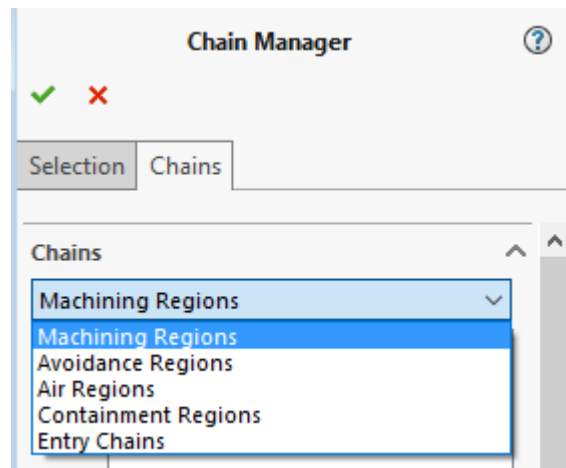 Chain Manager
?
Selection
Chains
Chains
Machining Regions
Machining Regions
Avoidance Regions
Air Regions
Containment Regions
Entry Chains